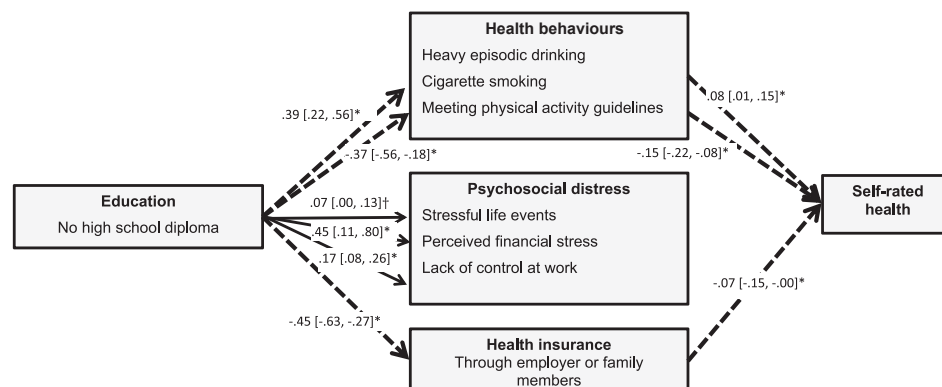 Health behaviours
Heavy episodic drinking
Cigarette smoking
Meeting physical activity guidelines
.39 [.22, .56]*
-.37 [-.56, -.18]*
.08 [.01, .15]*
-.15 [-.22, -.08]*
Education
No high school diploma
.07 [.00, .13]†
.45 [.11, .80]*
.17 [.08, .26]*
-.45 [-.63, -.27]*
Psychosocial distress
Stressful life events
Perceived financial stress
Lack of control at work
Self-rated
health
-.07 [-.15, -.00]*
Health insurance
Through employer or family
members